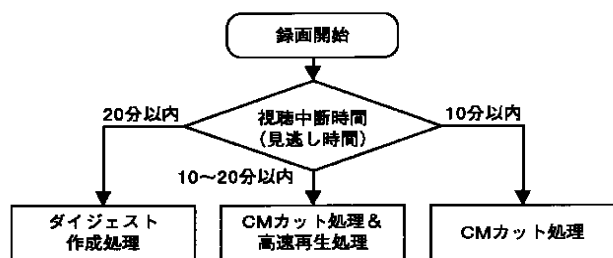 録画開始
20分以内
視聴中断時間
(見逃し時間)
10分以内
10～20分以内
ダイジェスト
作成処理
CMカット処理＆
高速再生処理
CMカット処理